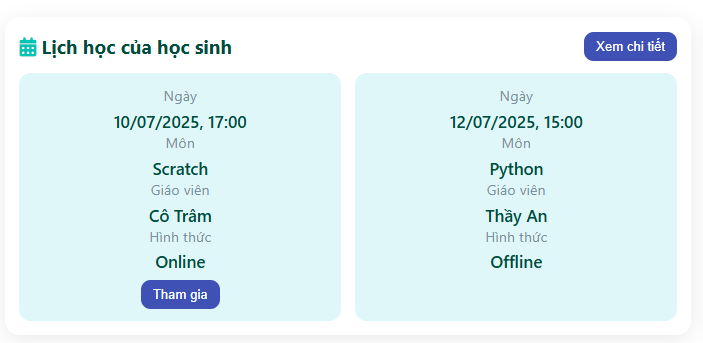 Lịch học của học sinh
Xem chi tiết
Ngày
10/07/2025, 17:00
Môn
Scratch
Giáo viên
Cô Trâm
Hình thức
Online
Tham gia
Ngày
12/07/2025, 15:00
Môn
Python
Giáo viên
Thầy An
Hình thức
Offline